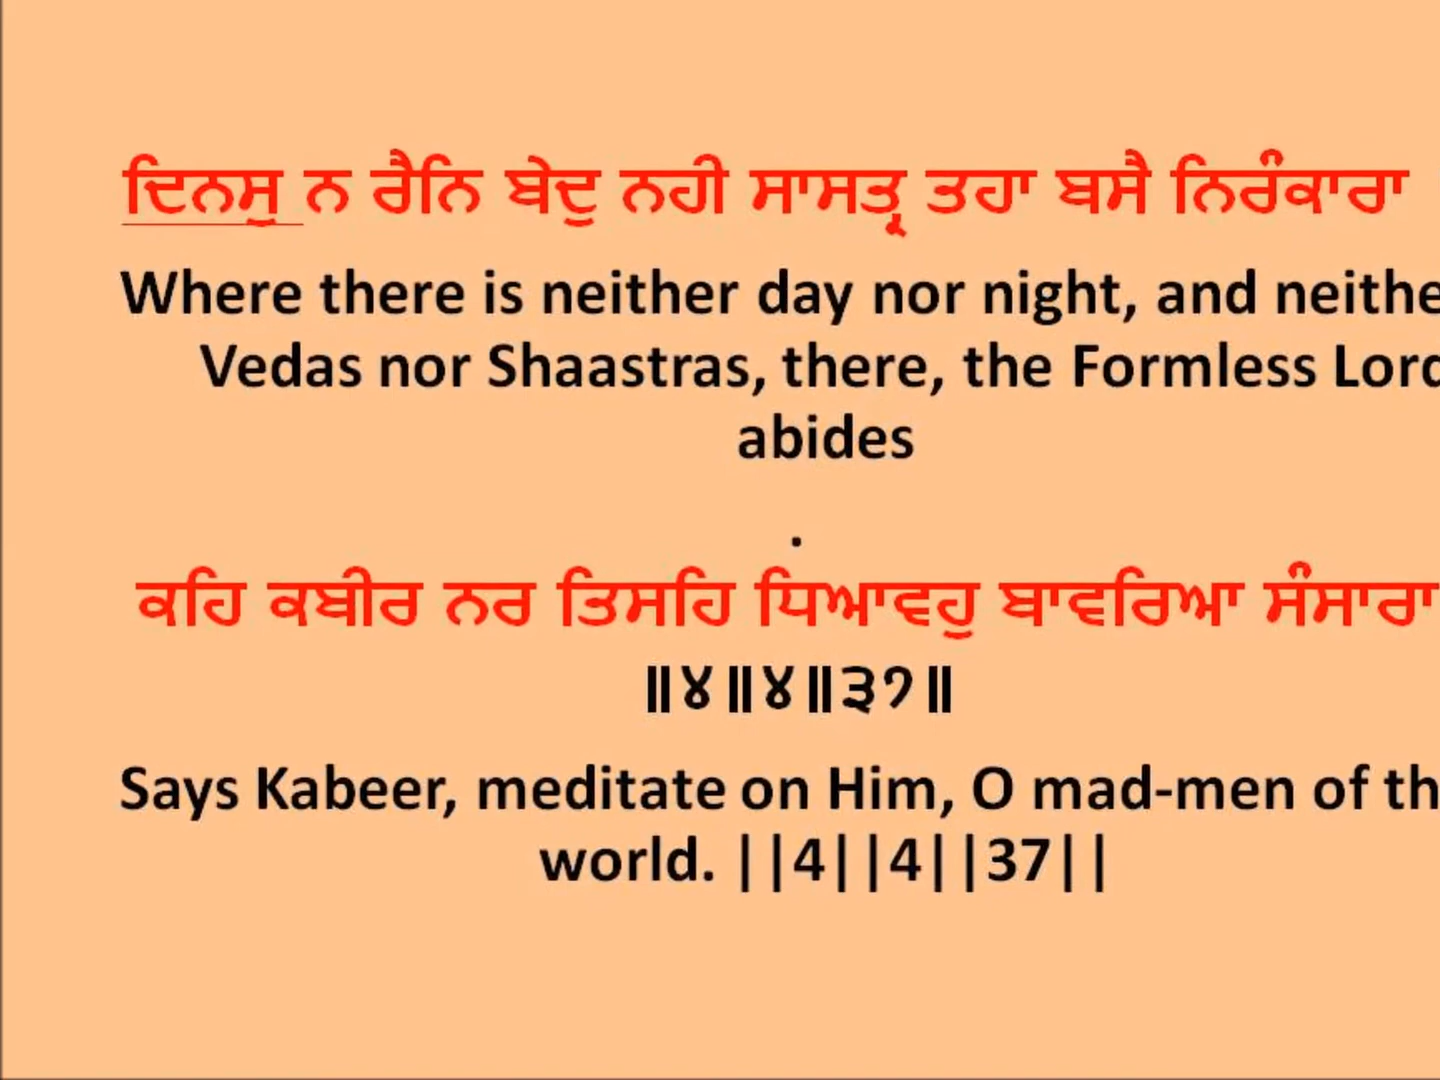 ਦਿਨਸੁ ਨ ਰੈਨਿ ਬੇਦੁ ਨਹੀ ਸਾਸਤ੍ਰ ਤਹਾ ਬਸੈ ਨਿਰੰਕਾਰਾ
Where there is neither day nor night, and neithe
Vedas nor Shaastras, there, the Formless Lord
abides
.
ਕਹਿ ਕਬੀਰ ਨਰ ਤਿਸਹਿ ਧਿਆਵਹੁ ਬਾਵਰਿਆ ਸੰਸਾਰਾ
॥੪॥੪॥੩੭॥
Says Kabeer, meditate on Him, O mad-men of th
world. ||4||4||37||